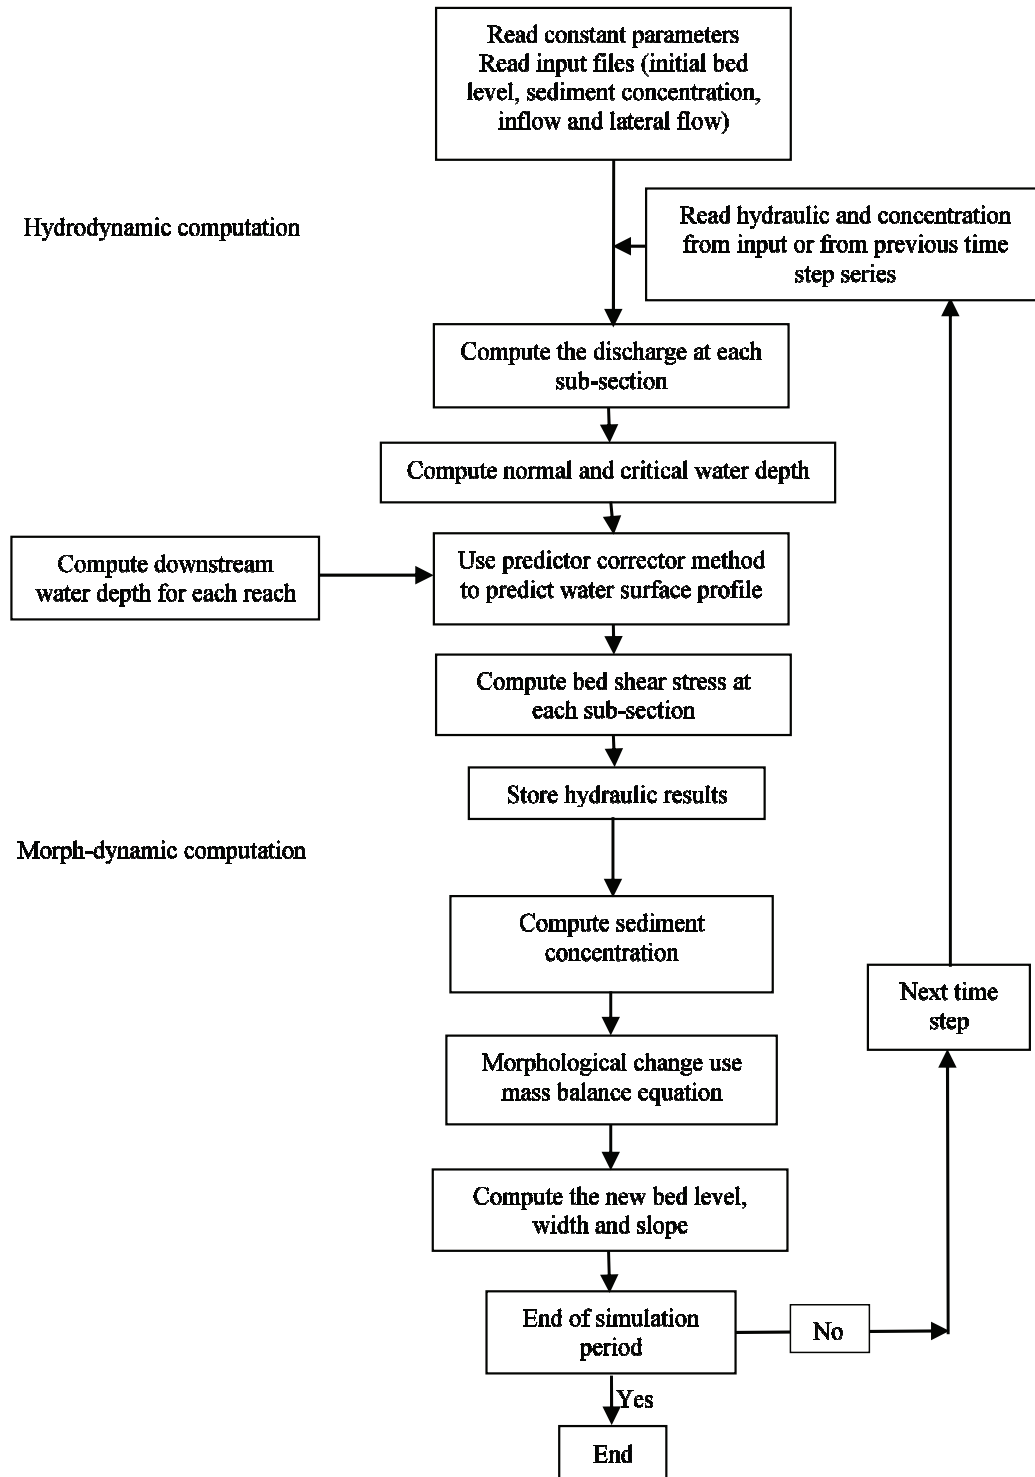 Read constant parameters
Read input files (initial bed
level, sediment concentration,
inflow and lateral flow)
Hydrodynamic computation
Read hydraulic and concentration
from input or from previous time
step series
Compute the discharge at each
sub-section
Compute normal and critical water depth
Compute downstream
water depth for each reach
Use predictor corrector method
to predict water surface profile
Compute bed shear stress at
each sub-section
Store hydraulic results
Morph-dynamic computation
Compute sediment
concentration
Next time
step
Morphological change use
mass balance equation
Compute the new bed level,
width and slope
End of simulation
period
No
Yes
End